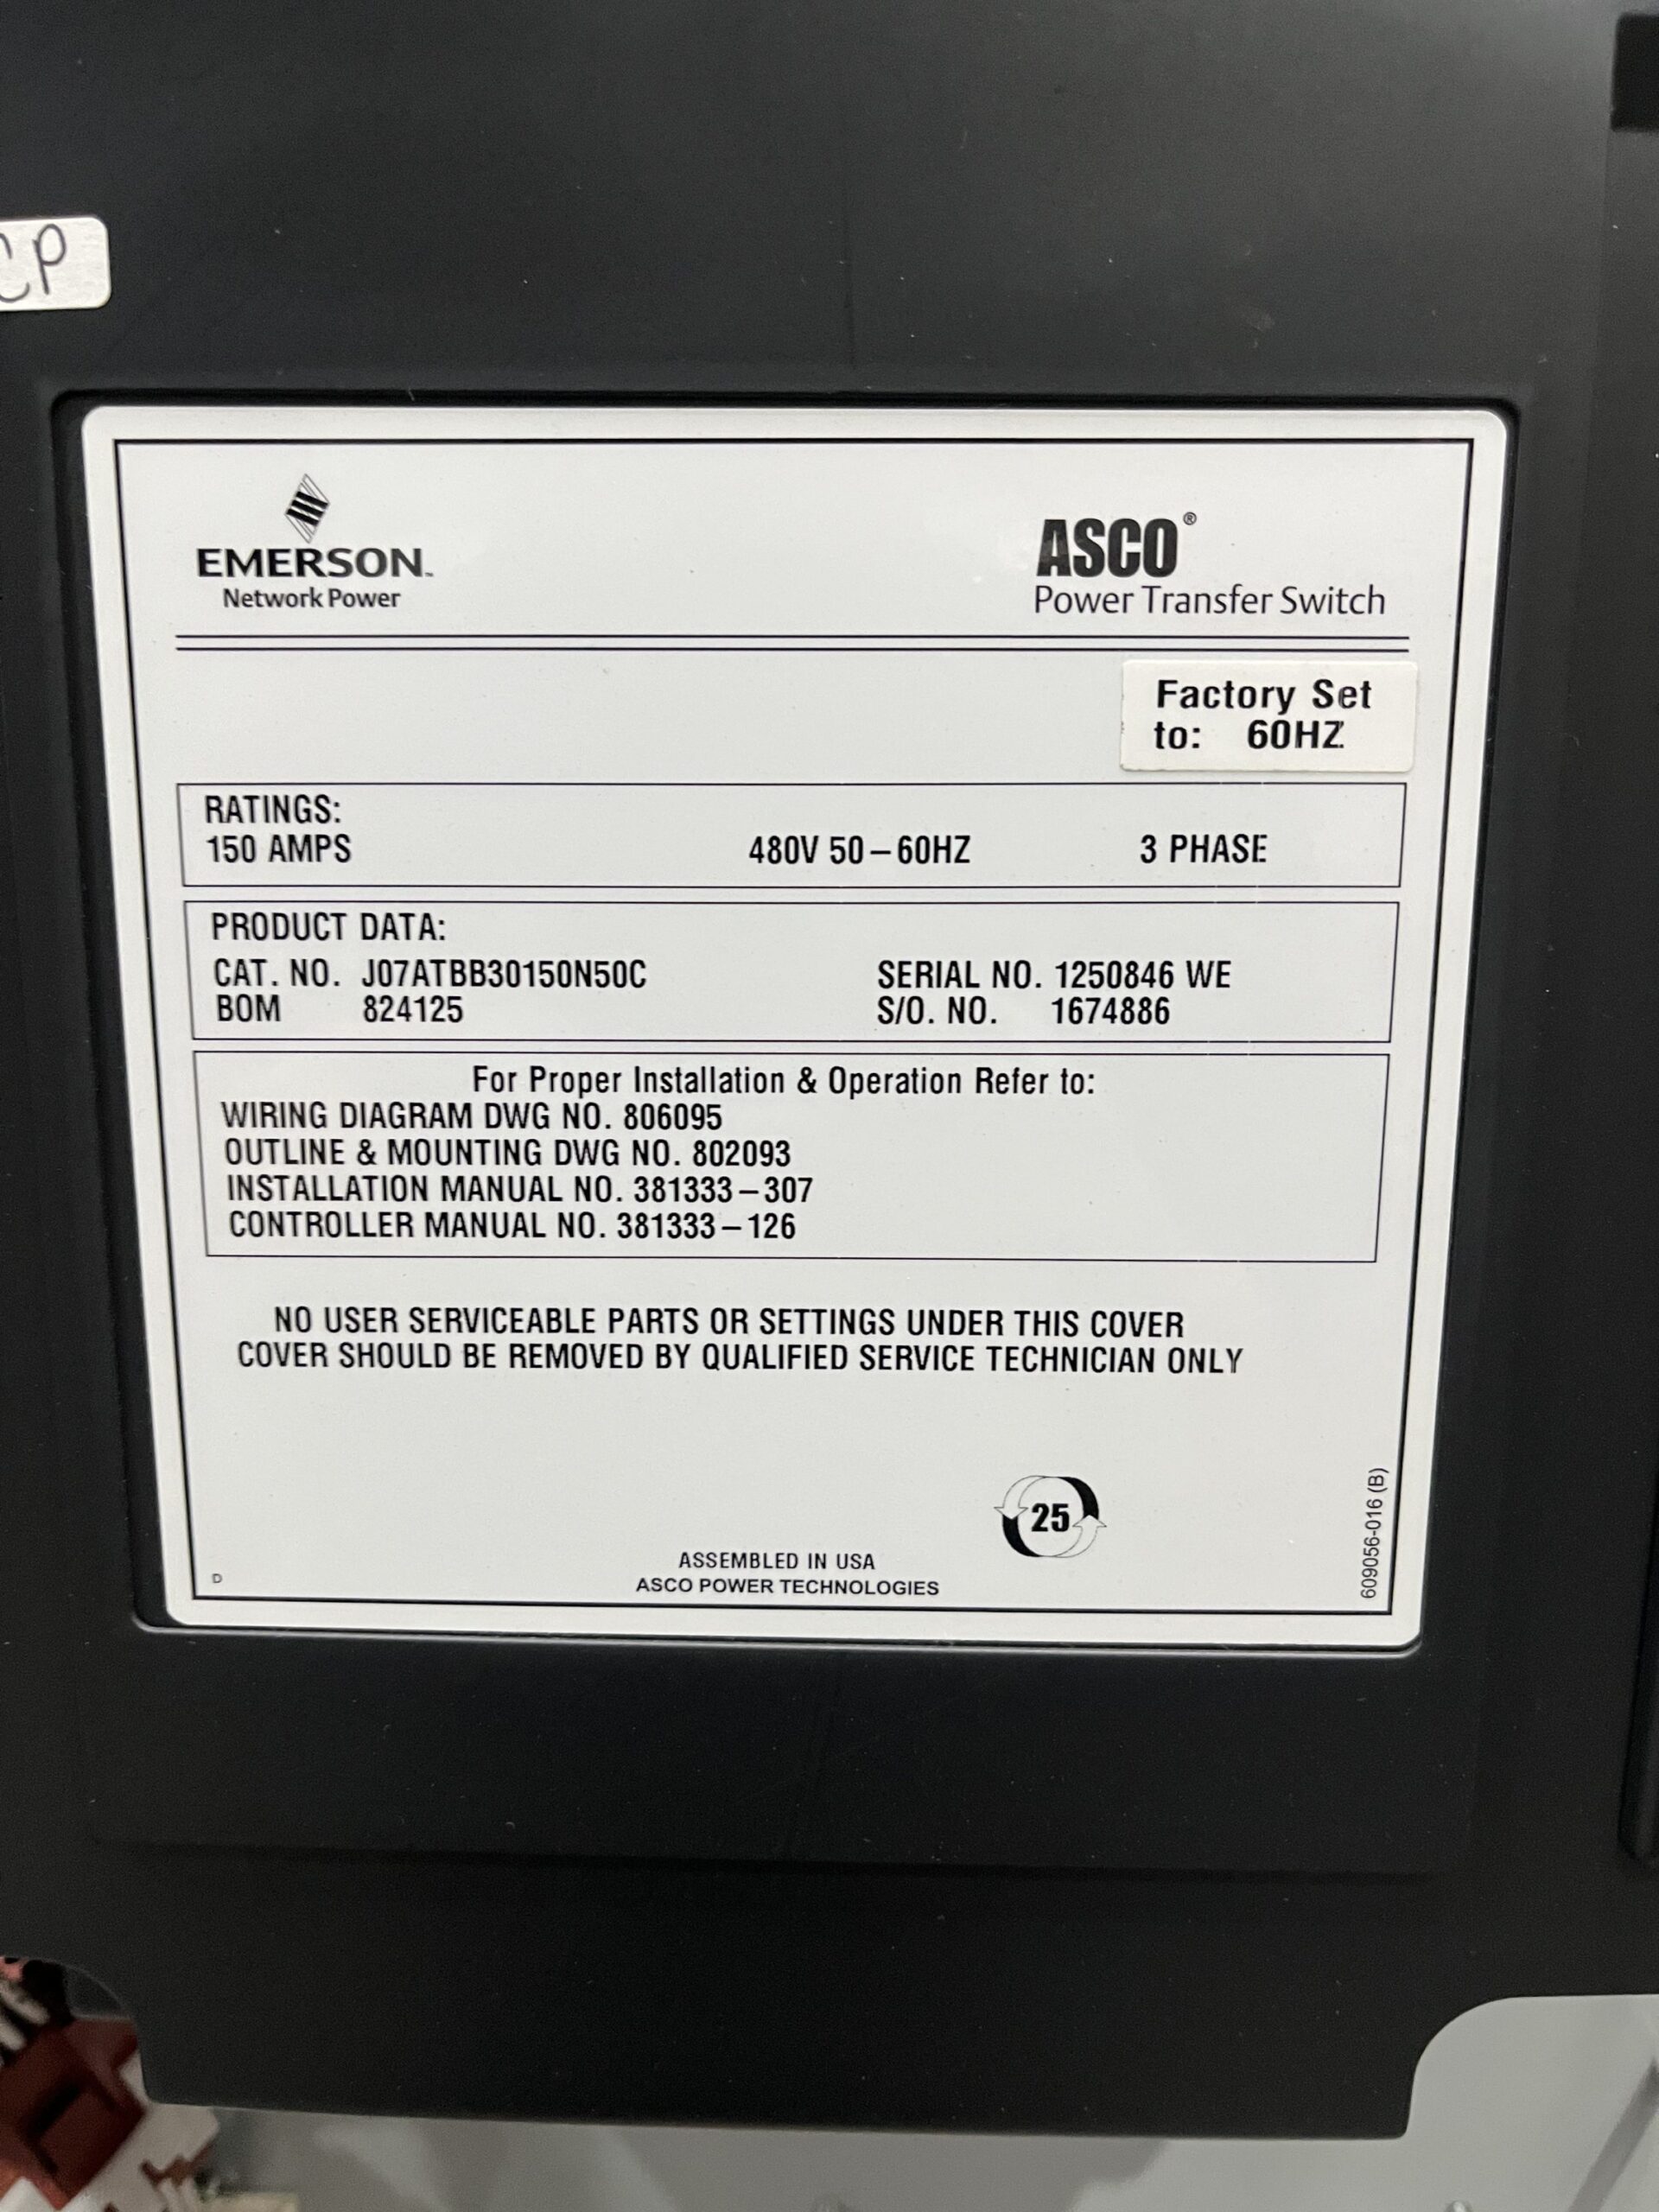 CP
EMERSON™
Network Power
ASCO®
Power Transfer Switch
Factory Set
to: 60HZ
RATINGS:
150 AMPS 480V 50–60HZ 3 PHASE
PRODUCT DATA:
CAT. NO. J07ATBB30150N50C SERIAL NO. 1250846 WE
BOM 824125 S/O. NO. 1674886
For Proper Installation & Operation Refer to:
WIRING DIAGRAM DWG NO. 806095
OUTLINE & MOUNTING DWG NO. 802093
INSTALLATION MANUAL NO. 381333–307
CONTROLLER MANUAL NO. 381333–126
NO USER SERVICEABLE PARTS OR SETTINGS UNDER THIS COVER
COVER SHOULD BE REMOVED BY QUALIFIED SERVICE TECHNICIAN ONLY
25
ASSEMBLED IN USA
ASCO POWER TECHNOLOGIES
D
609056-016 (B)